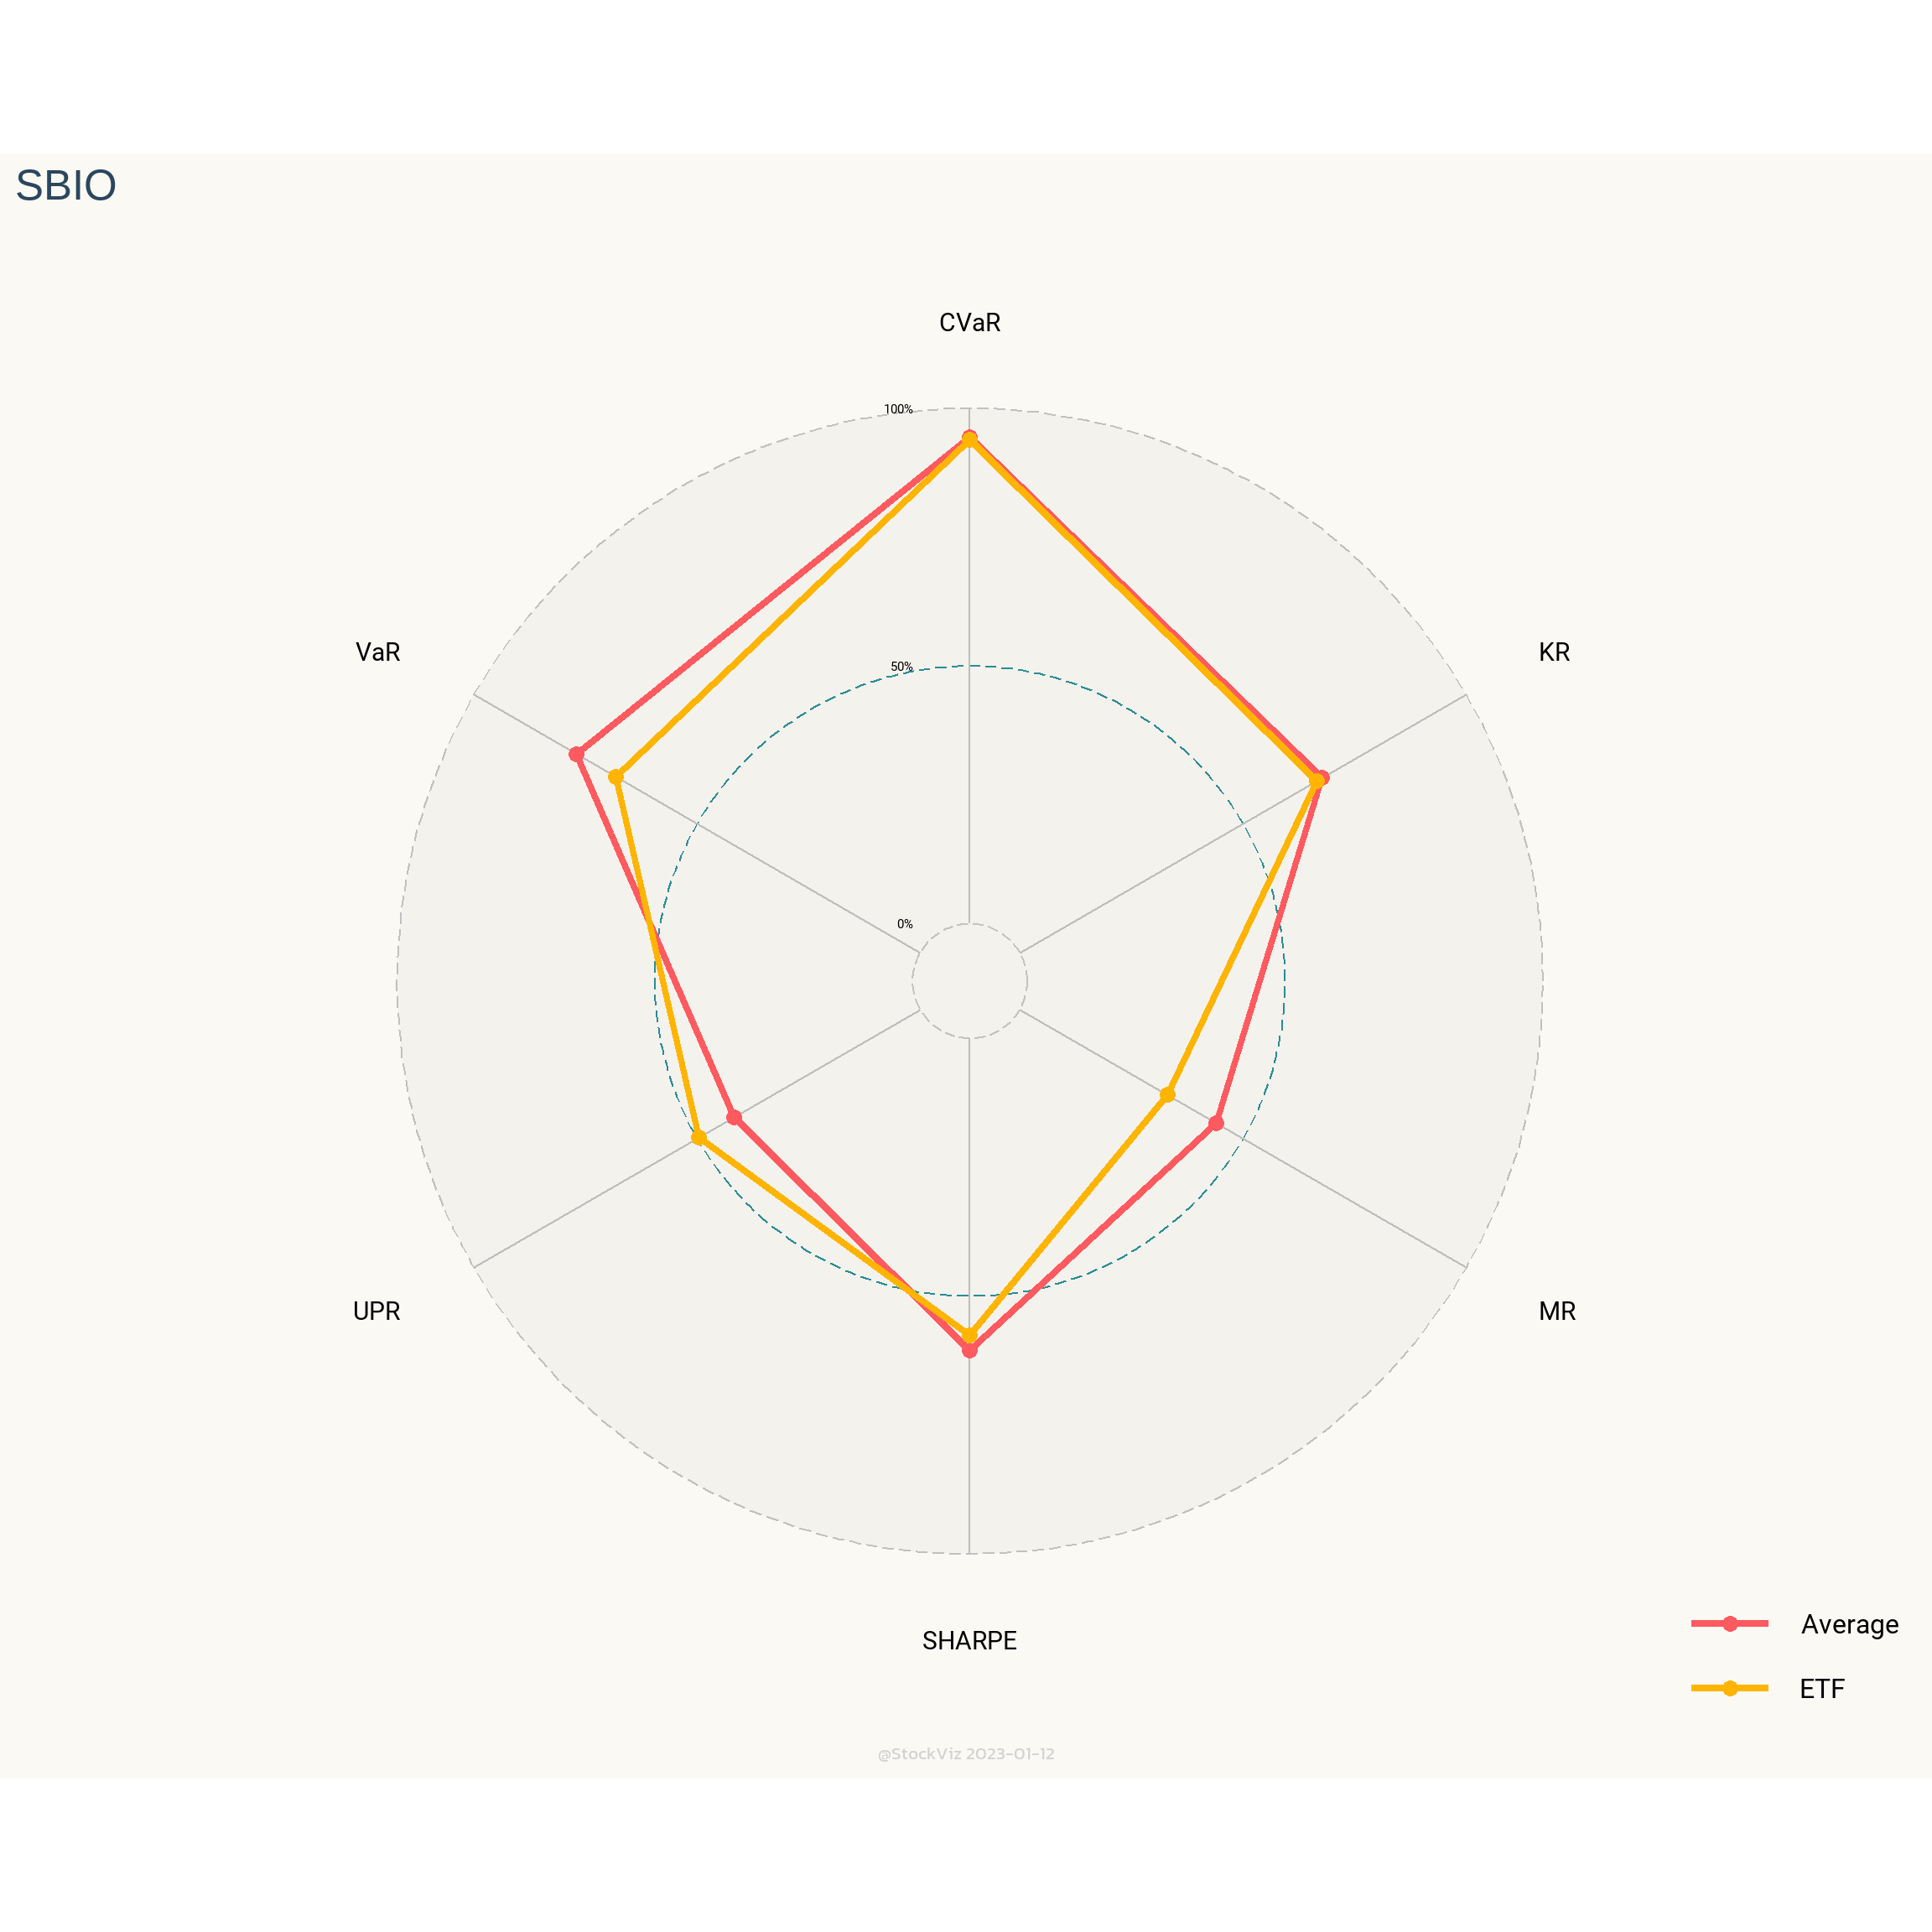 SBIO
CVaR
100%
VaR
KR
50%
0%
UPR
MR
SHARPE
Average
ETF
@StockViz 2023-01-12